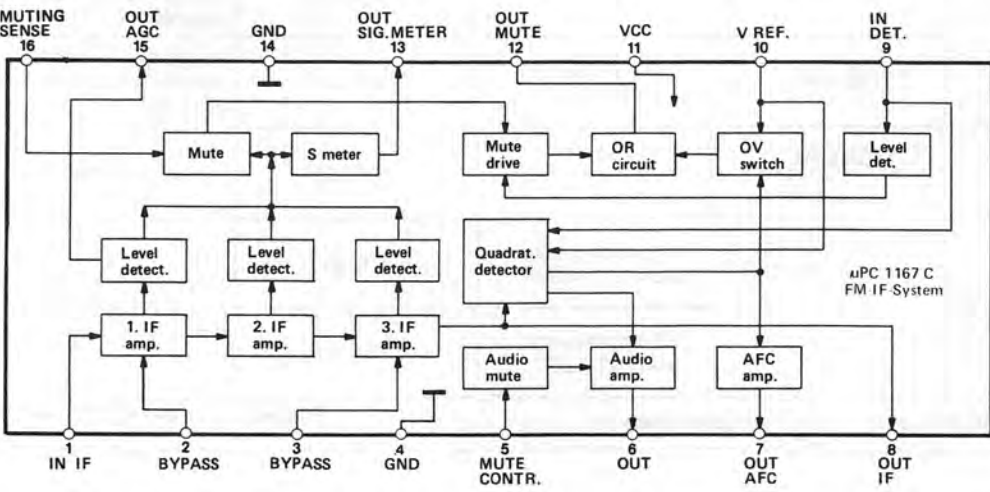 MUTING
SENSE
16
OUT
AGC
15
GND
14
OUT
SIG.METER
13
OUT
MUTE
12
VCC
11
V REF.
10
IN
DET.
9
Mute
S meter
Mute
drive
OR
circuit
OV
switch
Level
det.
Level
detect.
Level
detect.
Level
detect.
Quadrat.
detector
µPC 1167 C
FM-IF-System
1. IF
amp.
2. IF
amp.
3. IF
amp.
Audio
mute
Audio
amp.
AFC
amp.
1
IN IF
2
BYPASS
3
BYPASS
4
GND
5
MUTE
CONTR.
6
OUT
7
OUT
AFC
8
OUT
IF